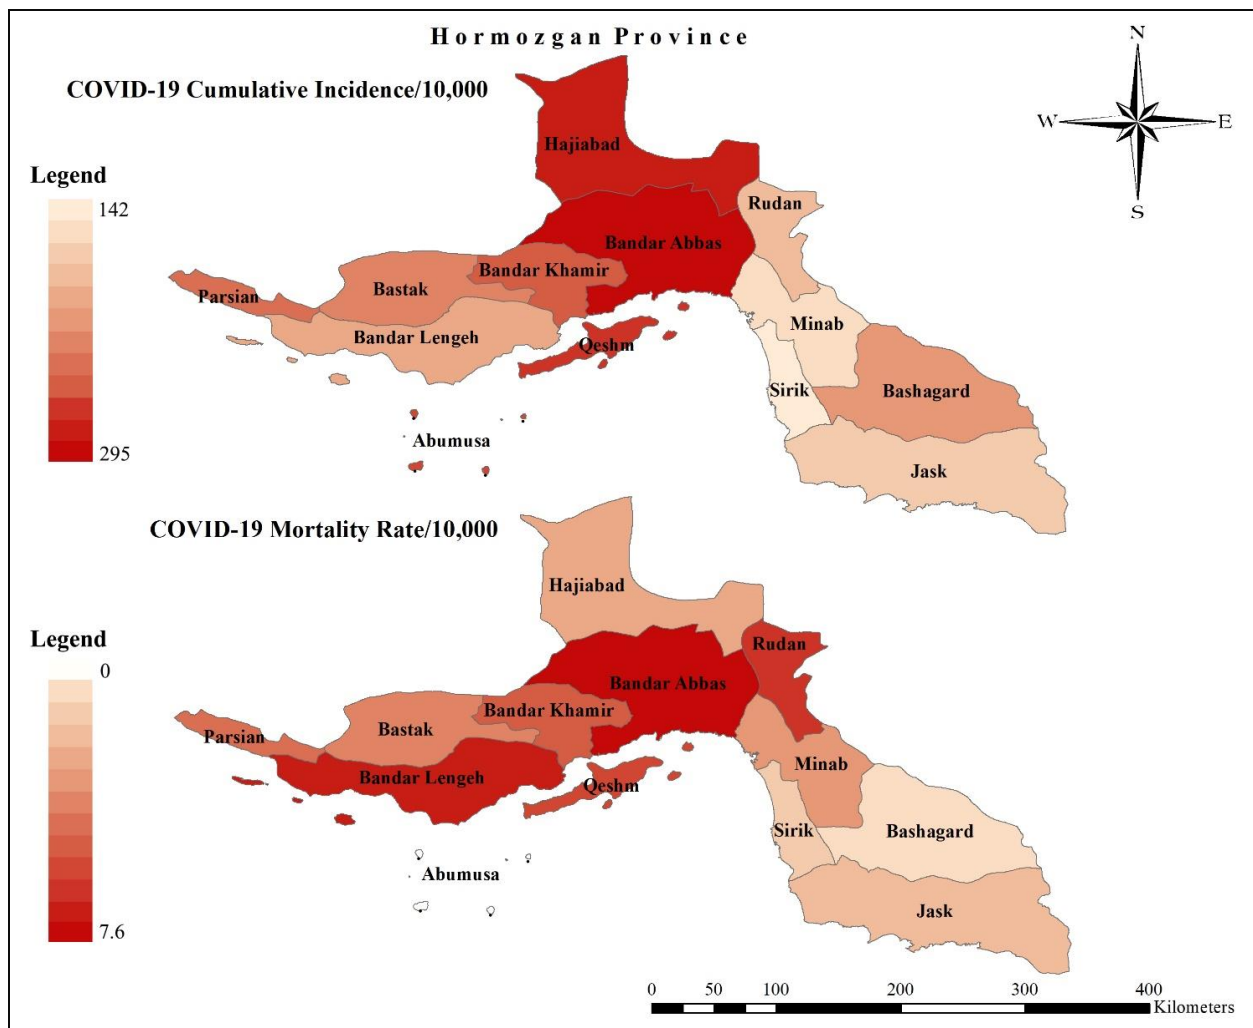 Hormozgan Province
COVID-19 Cumulative Incidence/10,000
N
W
E
S
Legend
142
295
Hajiabad
Rudan
Bandar Abbas
Bandar Khamir
Bastak
Parsian
Bandar Lengeh
Minab
Qeshm
Sirik
Bashagard
Abumusa
Jask
COVID-19 Mortality Rate/10,000
Legend
0
7.6
Hajiabad
Rudan
Bandar Abbas
Bandar Khamir
Bastak
Parsian
Minab
Bandar Lengeh
Qeshm
Sirik
Bashagard
Abumusa
Jask
0 50 100 200 300 400
Kilometers